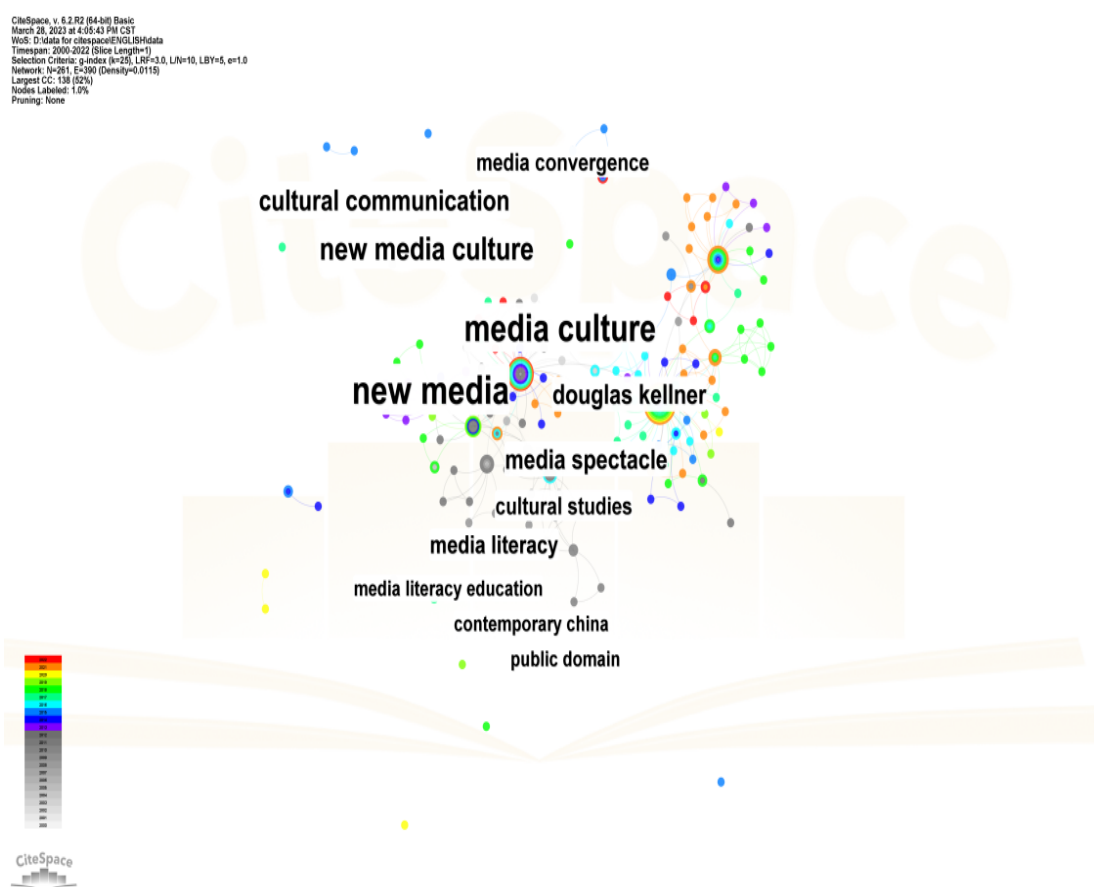 CiteSpace, v. 6.2.R2 (64-bit) Basic
March 28, 2023 at 4:05:43 PM CST
WoS: D:\data for citespace\ENGLISH\data
Timespan: 2000-2022 (Slice Length=1)
Selection Criteria: g-index (k=25), LRF=3.0, L/N=10, LBY=5, e=1.0
Network: N=261, E=390 (Density=0.0115)
Largest CC: 138 (52%)
Nodes Labeled: 1.0%
Pruning: None
CiteSpace
media convergence
cultural communication
new media culture
media culture
new media
douglas kellner
media spectacle
cultural studies
media literacy
media literacy education
contemporary china
public domain
CiteSpace